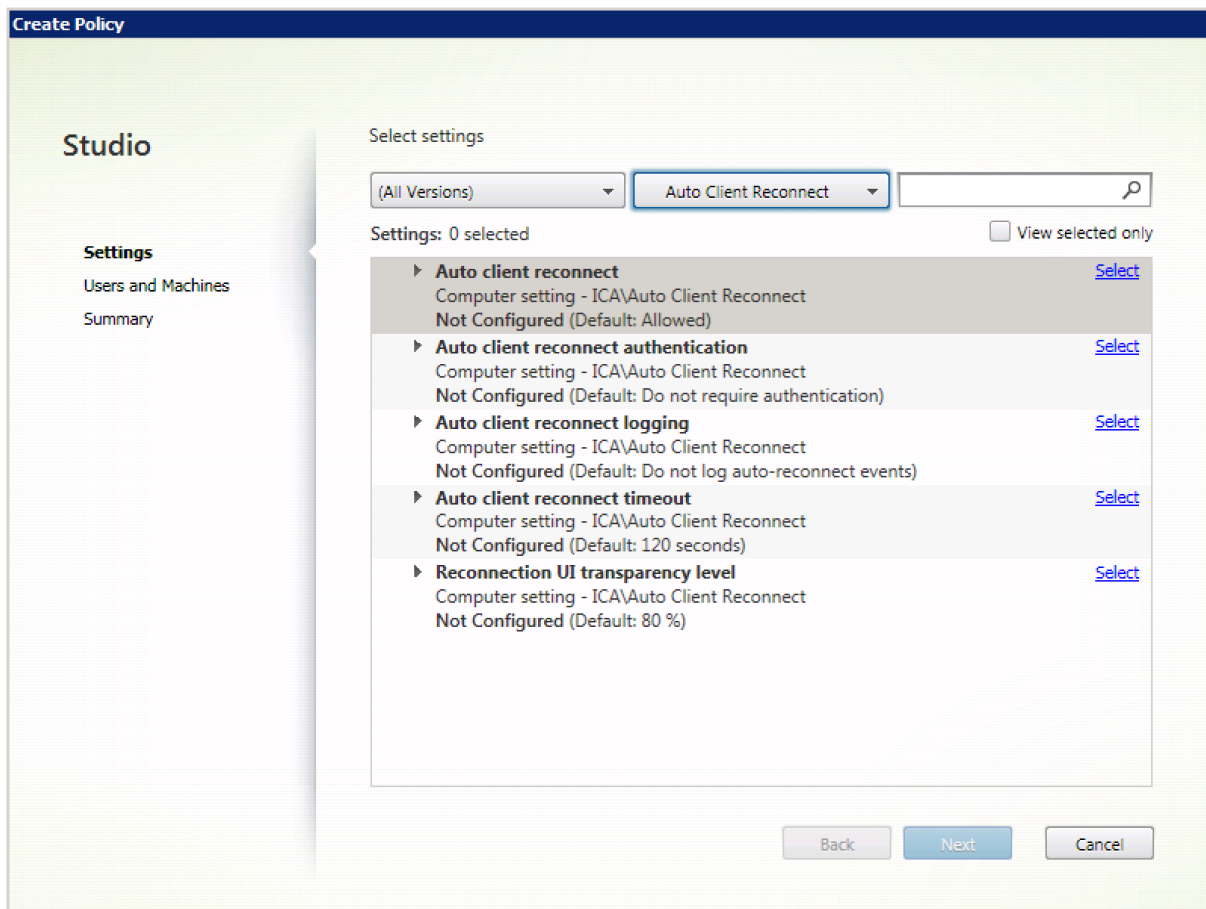 Create Policy
Studio
Select settings
(All Versions)
Auto Client Reconnect
Settings: 0 selected
View selected only
Settings
Users and Machines
Summary
Auto client reconnect
Select
Computer setting - ICA\Auto Client Reconnect
Not Configured (Default: Allowed)
Auto client reconnect authentication
Select
Computer setting - ICA\Auto Client Reconnect
Not Configured (Default: Do not require authentication)
Auto client reconnect logging
Select
Computer setting - ICA\Auto Client Reconnect
Not Configured (Default: Do not log auto-reconnect events)
Auto client reconnect timeout
Select
Computer setting - ICA\Auto Client Reconnect
Not Configured (Default: 120 seconds)
Reconnection UI transparency level
Select
Computer setting - ICA\Auto Client Reconnect
Not Configured (Default: 80 %)
Back
Next
Cancel